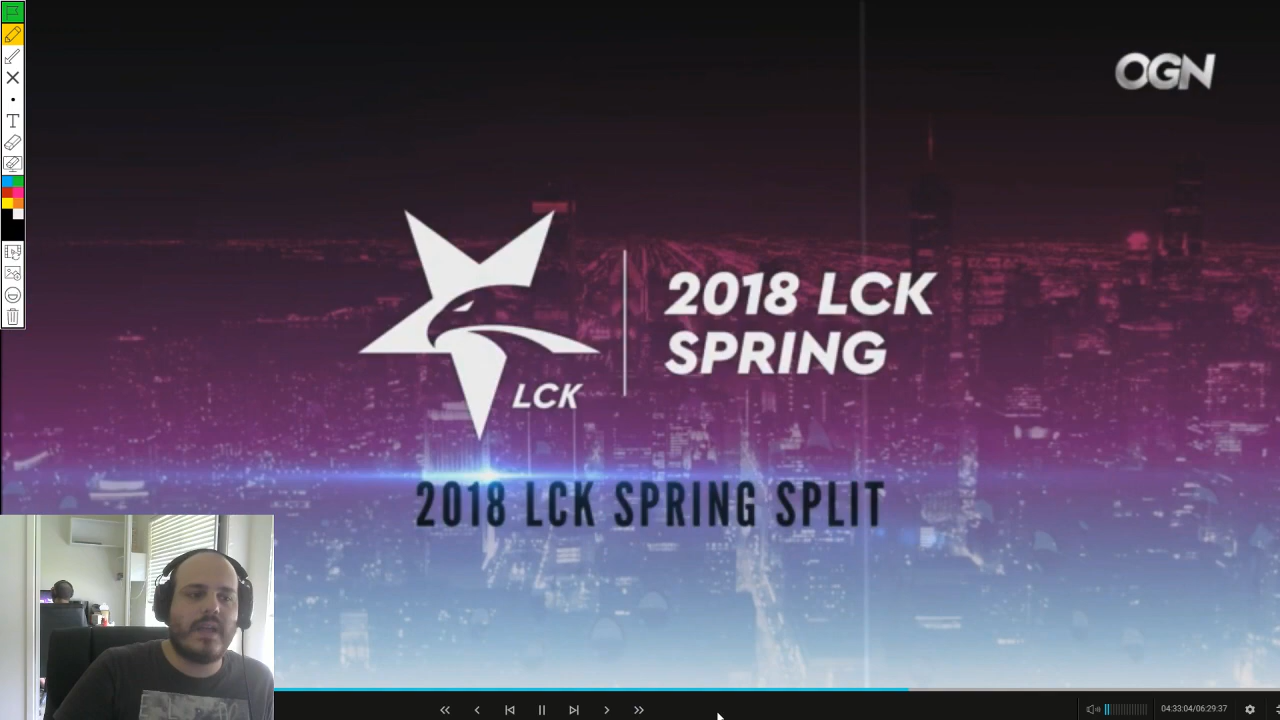 OGN
2018 LCK
SPRING
LCK
2018 LCK SPRING SPLIT
04:33:04/06:29:37